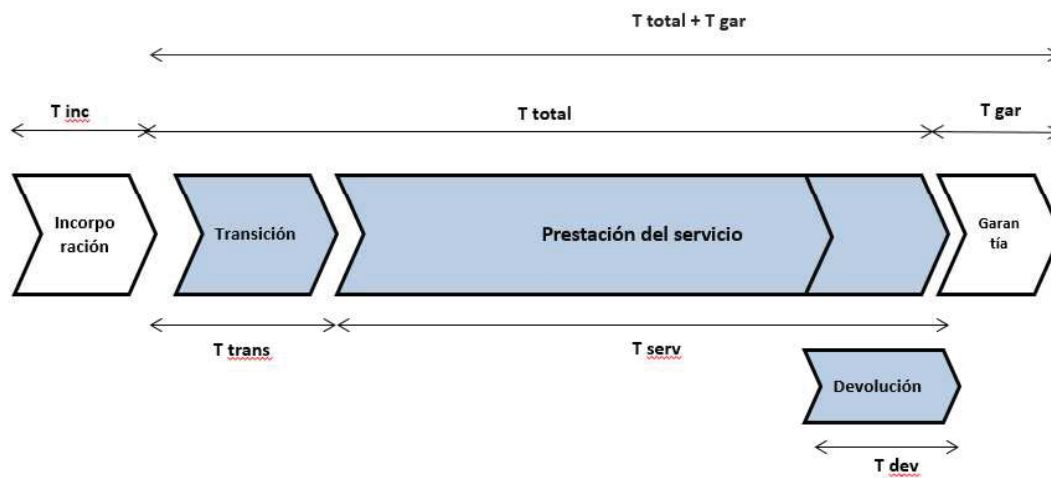 T total + T gar
T inc
T total
T gar
Incorpo
ración
Transición
Prestación del servicio
Garan
tía
T trans
T serv
Devolución
T dev